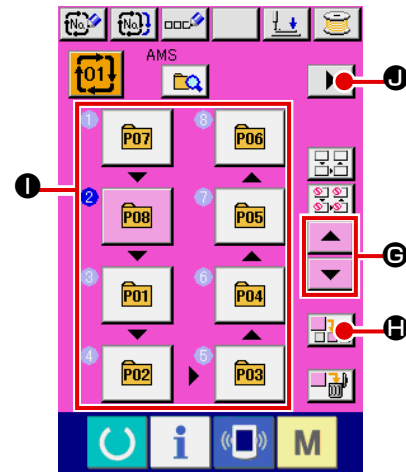 No. No.
t01 AMS
J
1 P07 8 P06
I
2 P08 7 P05
G
3 P01 6 P04
H
4 P02 5 P03
i M